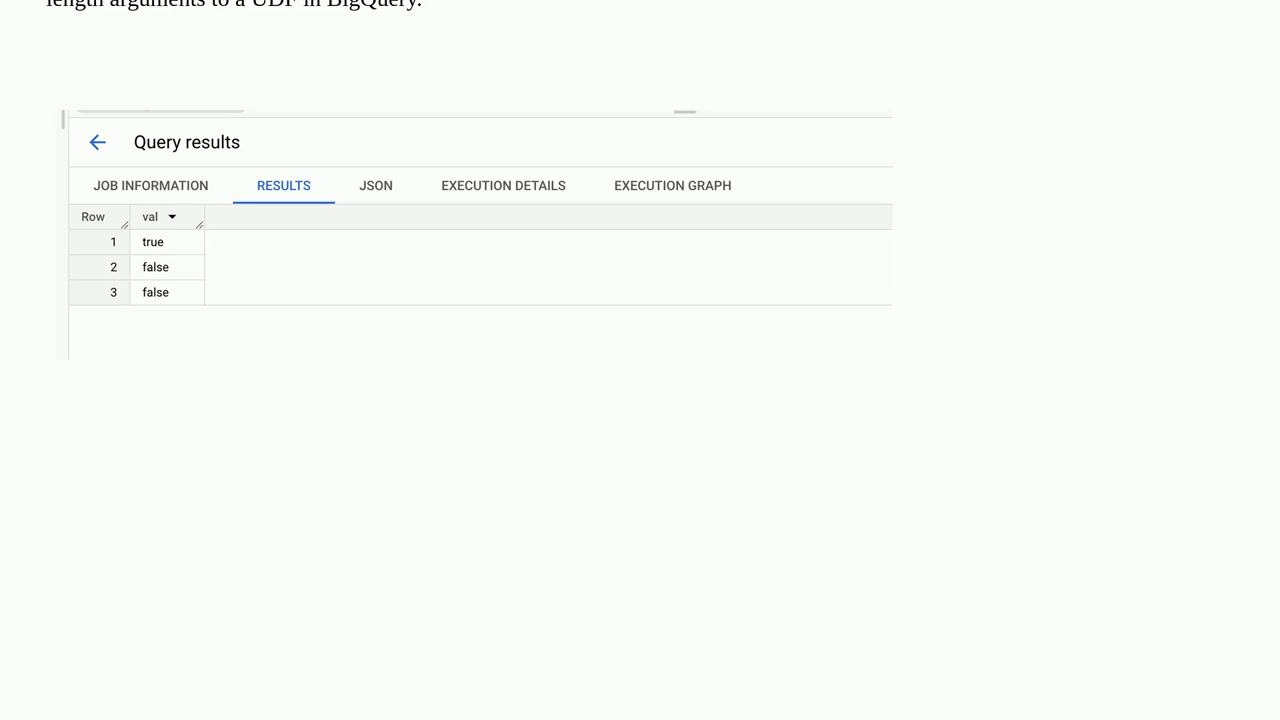 length arguments to a UDF in BigQuery.
Query results
JOB INFORMATION RESULTS JSON EXECUTION DETAILS EXECUTION GRAPH
Row val
1 true
2 false
3 false